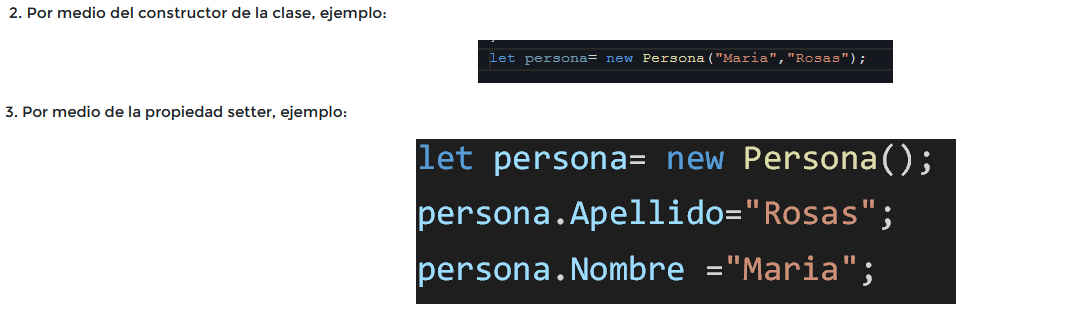 2. Por medio del constructor de la clase, ejemplo:
let persona= new Persona("Maria","Rosas");
3. Por medio de la propiedad setter, ejemplo:
let persona= new Persona();
persona.Apellido="Rosas";
persona.Nombre ="Maria";